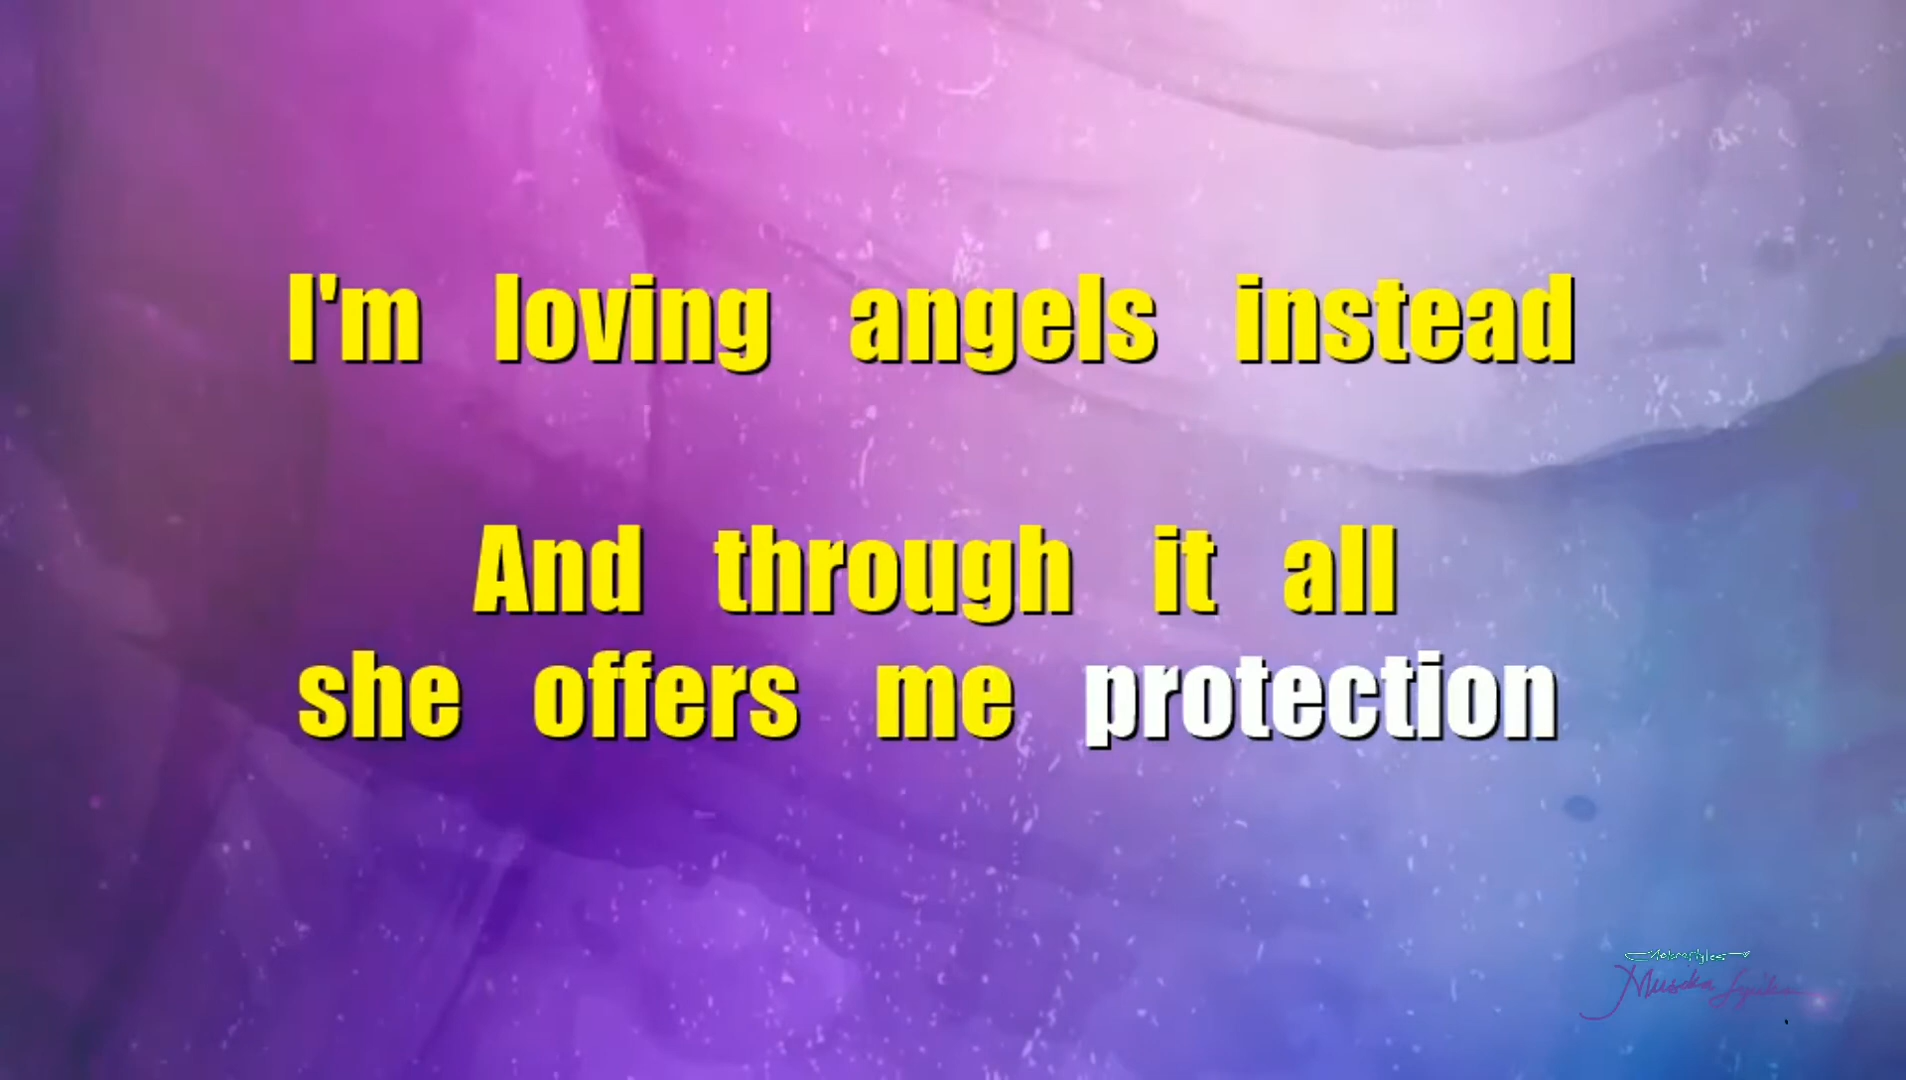 I'm loving angels instead
And through it all
she offers me protection